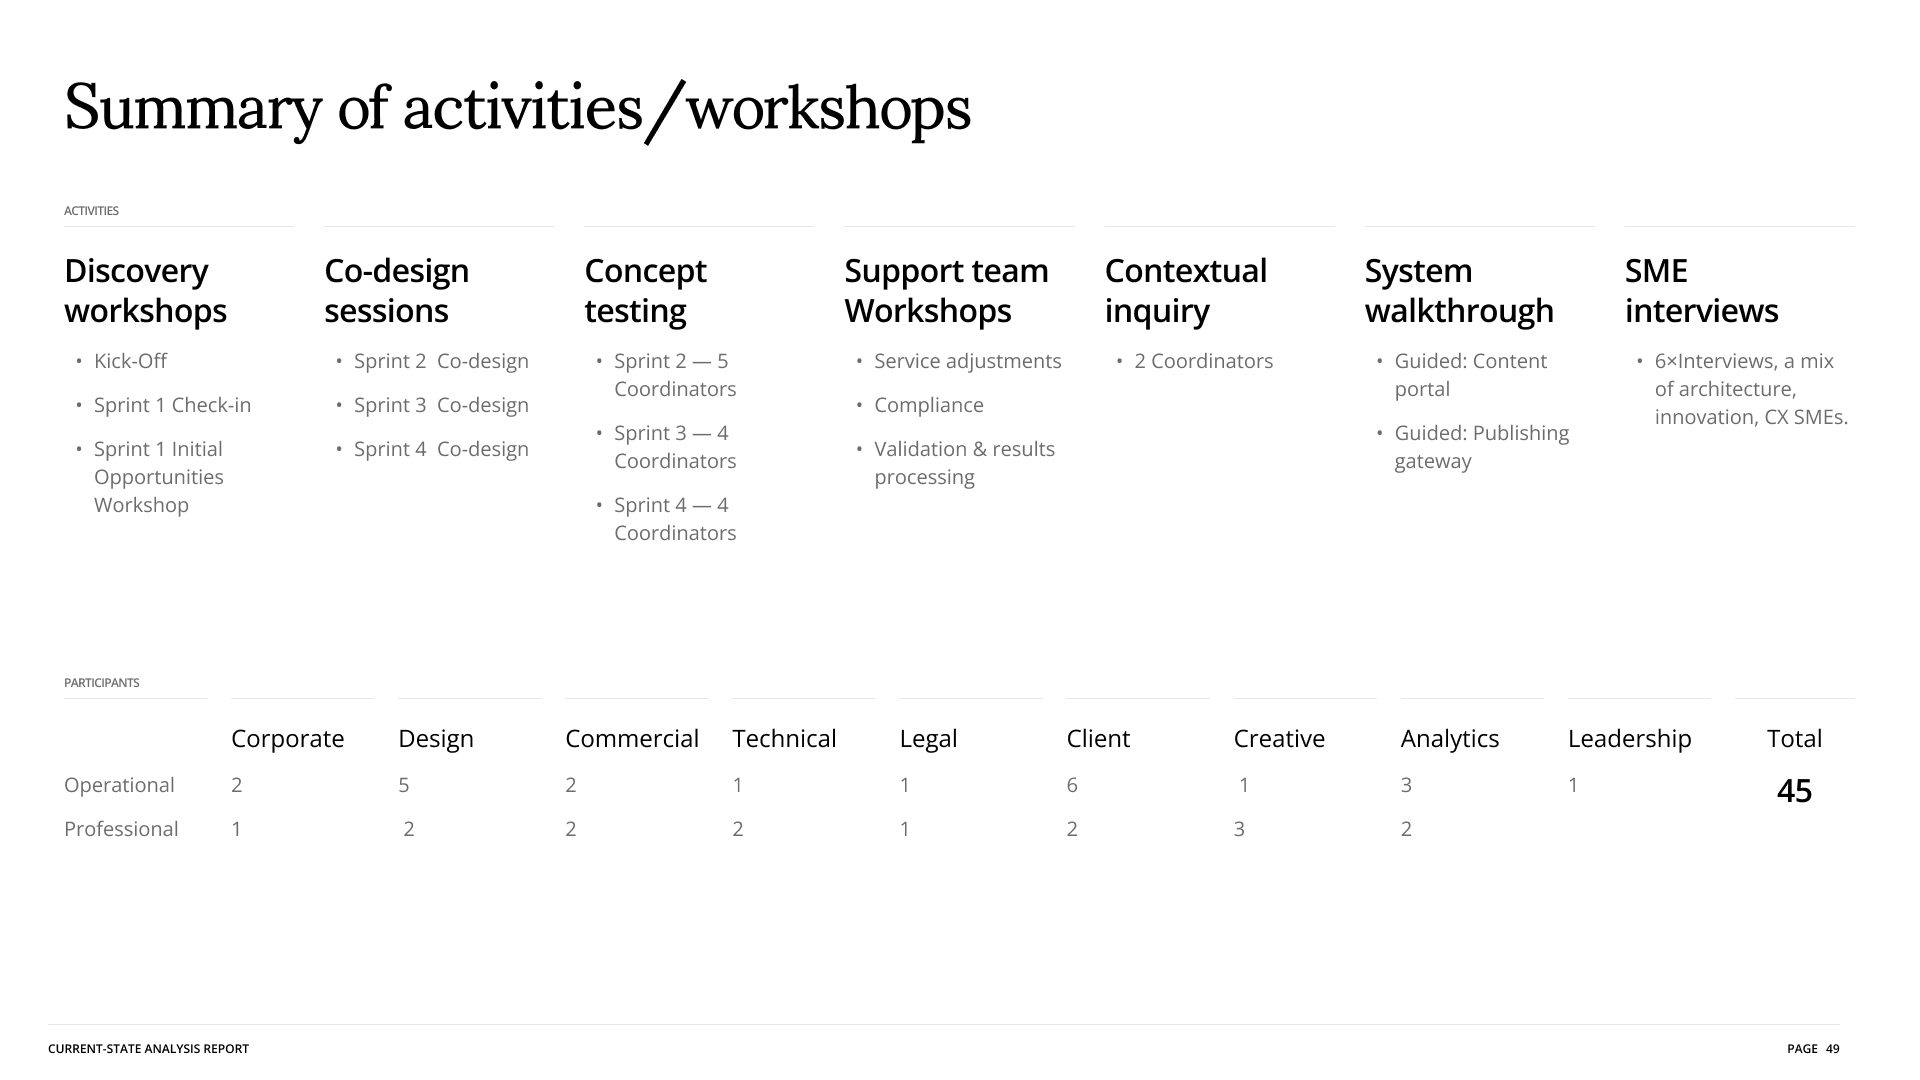 Summary of activities/workshops
ACTIVITIES
Discovery
workshops
• Kick-Off
• Sprint 1 Check-in
• Sprint 1 Initial
Opportunities
Workshop
Co-design
sessions
• Sprint 2  Co-design
• Sprint 3  Co-design
• Sprint 4  Co-design
Concept
testing
• Sprint 2 — 5
Coordinators
• Sprint 3 — 4
Coordinators
• Sprint 4 — 4
Coordinators
Support team
Workshops
• Service adjustments
• Compliance
• Validation & results
processing
Contextual
inquiry
• 2 Coordinators
System
walkthrough
• Guided: Content
portal
• Guided: Publishing
gateway
SME
interviews
• 6×Interviews, a mix
of architecture,
innovation, CX SMEs.
PARTICIPANTS
Corporate Design Commercial Technical Legal Client Creative Analytics Leadership Total
Operational 2 5 2 1 1 6 1 3 1 45
Professional 1 2 2 2 1 2 3 2
CURRENT-STATE ANALYSIS REPORT PAGE 49